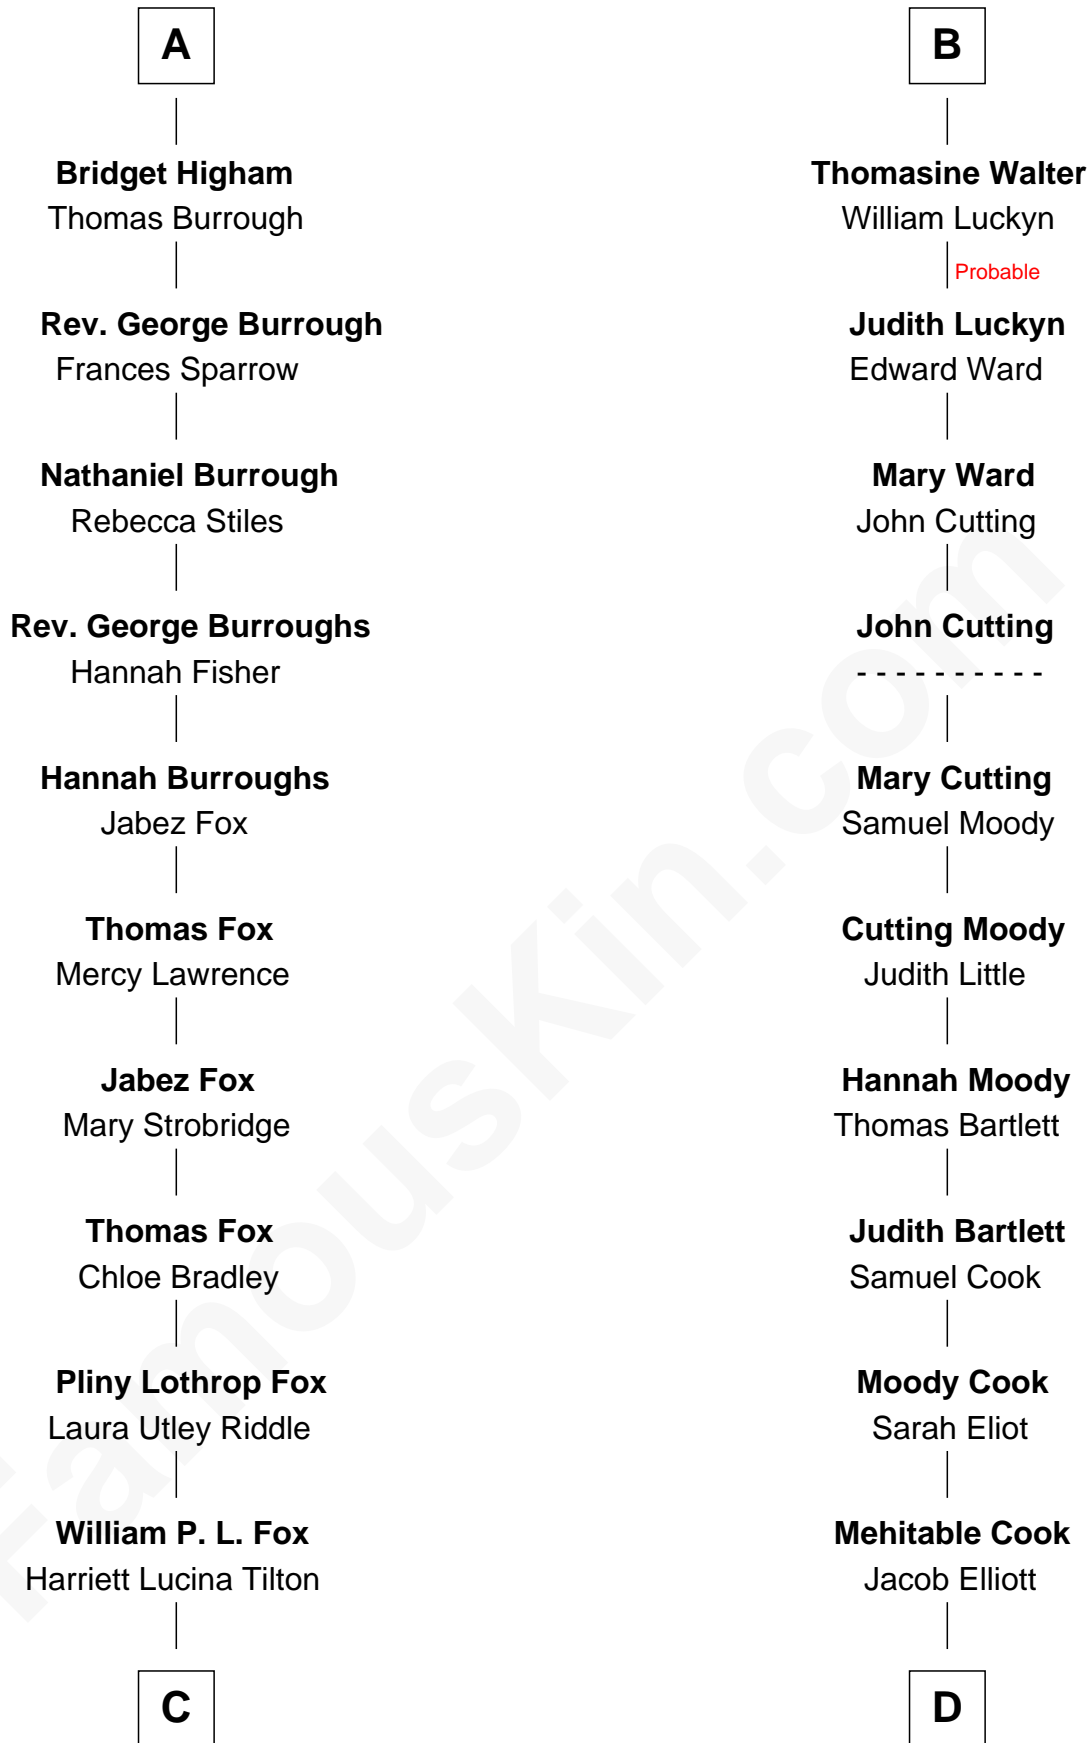 A
Bridget Higham
Thomas Burrough
Rev. George Burrough
Frances Sparrow
Nathaniel Burrough
Rebecca Stiles
Rev. George Burroughs
Hannah Fisher
Hannah Burroughs
Jabez Fox
Thomas Fox
Mercy Lawrence
Jabez Fox
Mary Strobridge
Thomas Fox
Chloe Bradley
Pliny Lothrop Fox
Laura Utley Riddle
William P. L. Fox
Harriett Lucina Tilton
C
B
Thomasine Walter
William Luckyn
Probable
Judith Luckyn
Edward Ward
Mary Ward
John Cutting
John Cutting
- - - - - - - - - -
Mary Cutting
Samuel Moody
Cutting Moody
Judith Little
Hannah Moody
Thomas Bartlett
Judith Bartlett
Samuel Cook
Moody Cook
Sarah Eliot
Mehitable Cook
Jacob Elliott
D
FamousKin.com